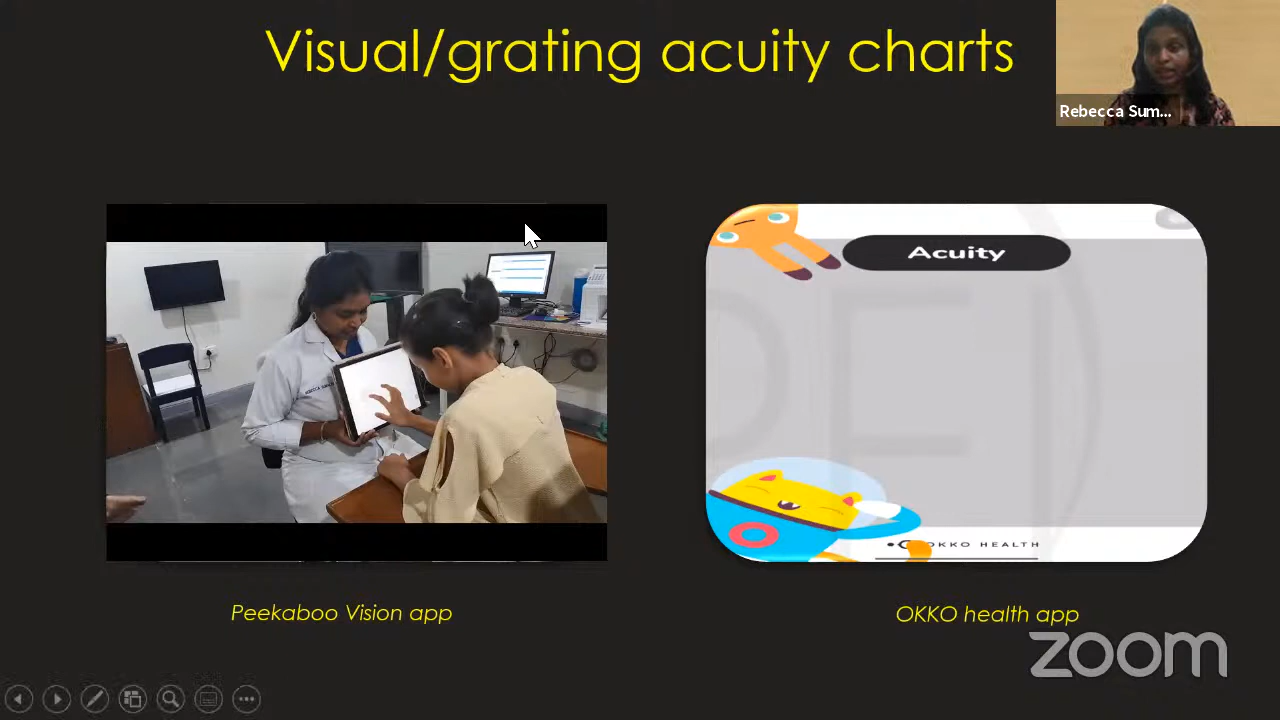 Visual/grating acuity charts
Rebecca Sum...
Acuity
OKKO HEALTH
Peekaboo Vision app
OKKO health app
zoom